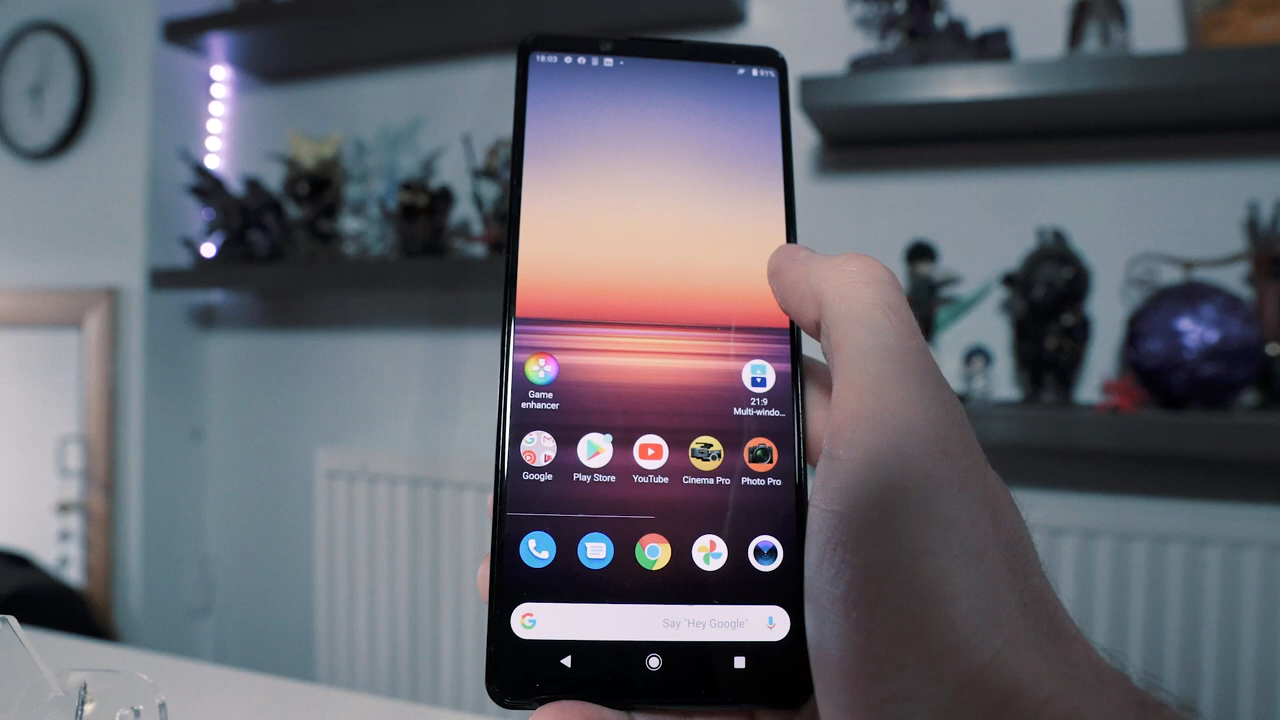 18:03
91%
Game
enhancer
21:9
Multi-windo...
Google
Play Store
YouTube
Cinema Pro
Photo Pro
Say "Hey Google"